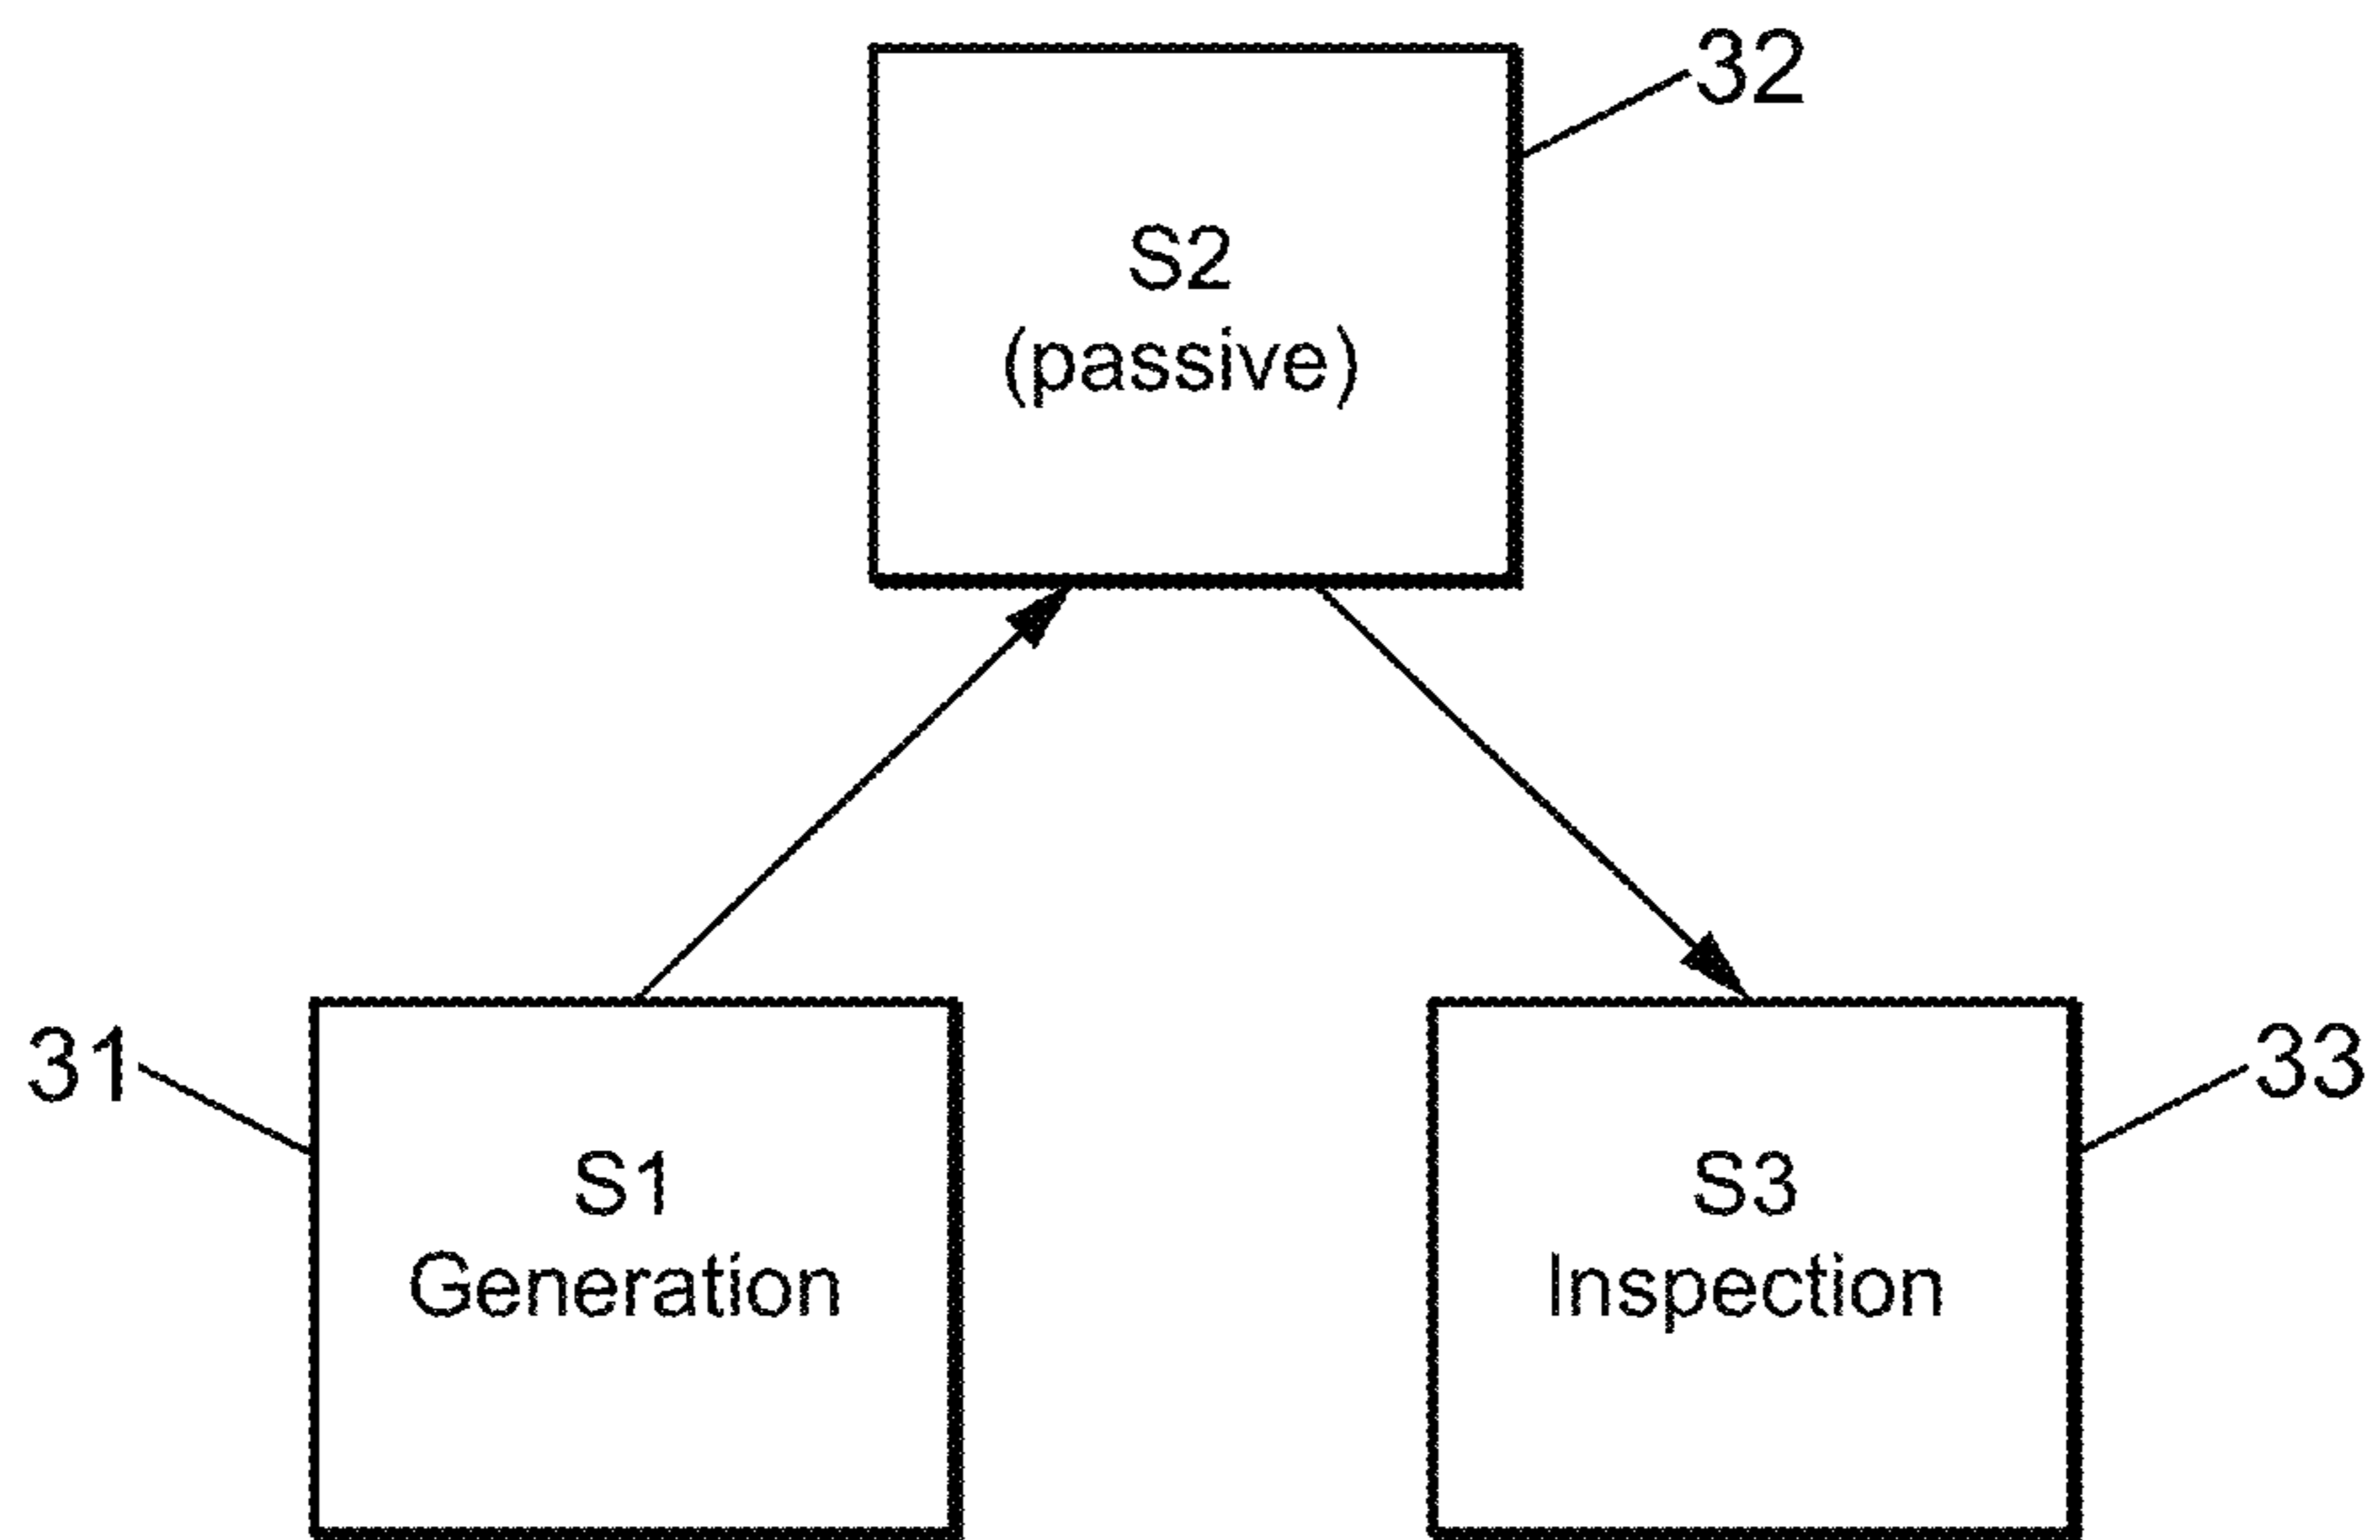 32
S2
(passive)
31
33
S1
Generation
S3
Inspection